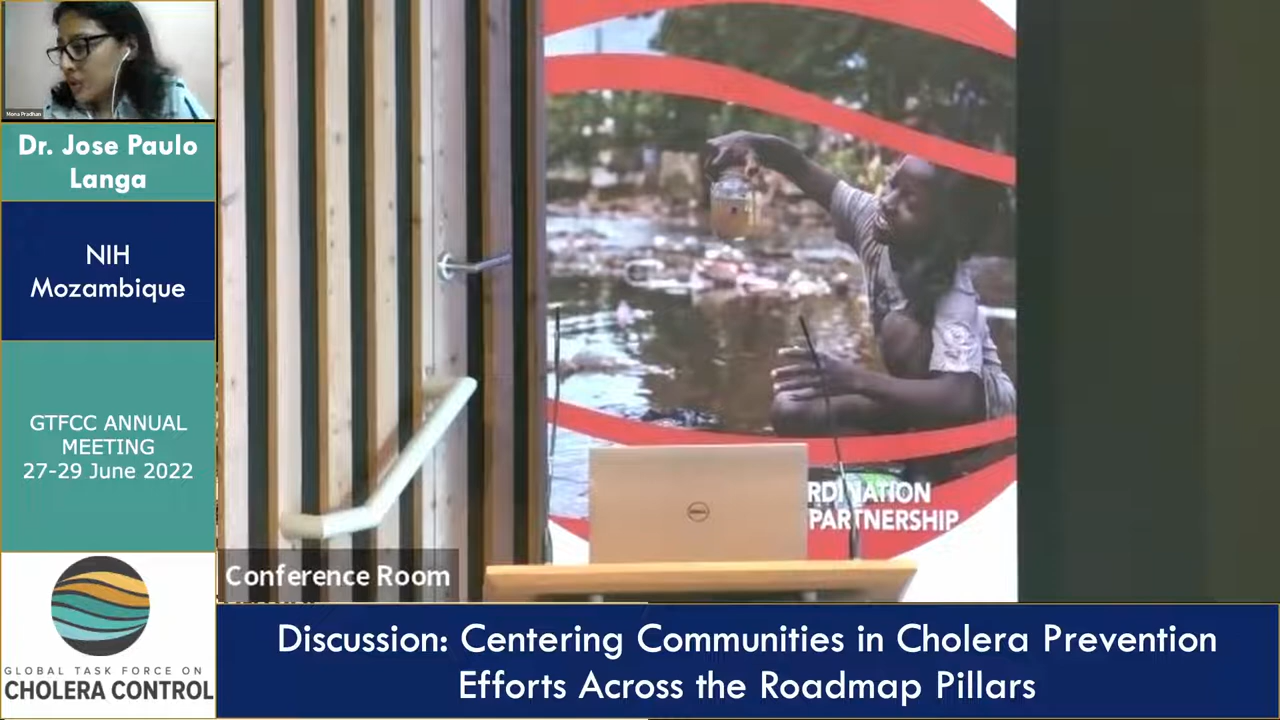 Mona Pradhan
Dr. Jose Paulo
Langa
NIH
Mozambique
GTFCC ANNUAL
MEETING
27-29 June 2022
GLOBAL TASK FORCE ON
CHOLERA CONTROL
DELL
RDINATION
PARTNERSHIP
Conference Room
Discussion: Centering Communities in Cholera Prevention
Efforts Across the Roadmap Pillars